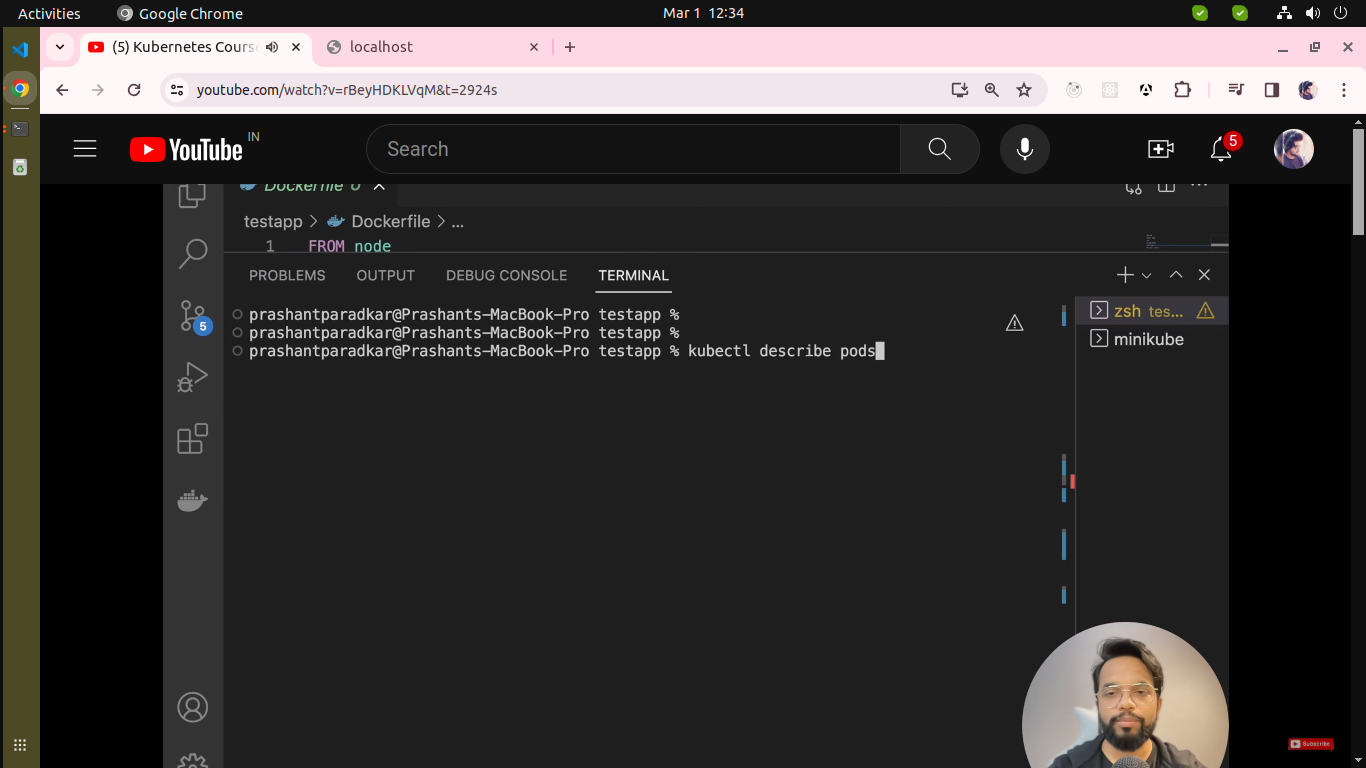 Activities Google Chrome Mar 1 12:34
(5) Kubernetes Course localhost
youtube.com/watch?v=rBeyHDKLVqM&t=2924s
YouTube IN Search 5
Dockerfile 6
testapp > Dockerfile > ...
1 FROM node
PROBLEMS OUTPUT DEBUG CONSOLE TERMINAL
prashantparadkar@Prashants-MacBook-Pro testapp %
prashantparadkar@Prashants-MacBook-Pro testapp %
prashantparadkar@Prashants-MacBook-Pro testapp % kubectl describe pods
zsh tes...
minikube
5
Subscribe